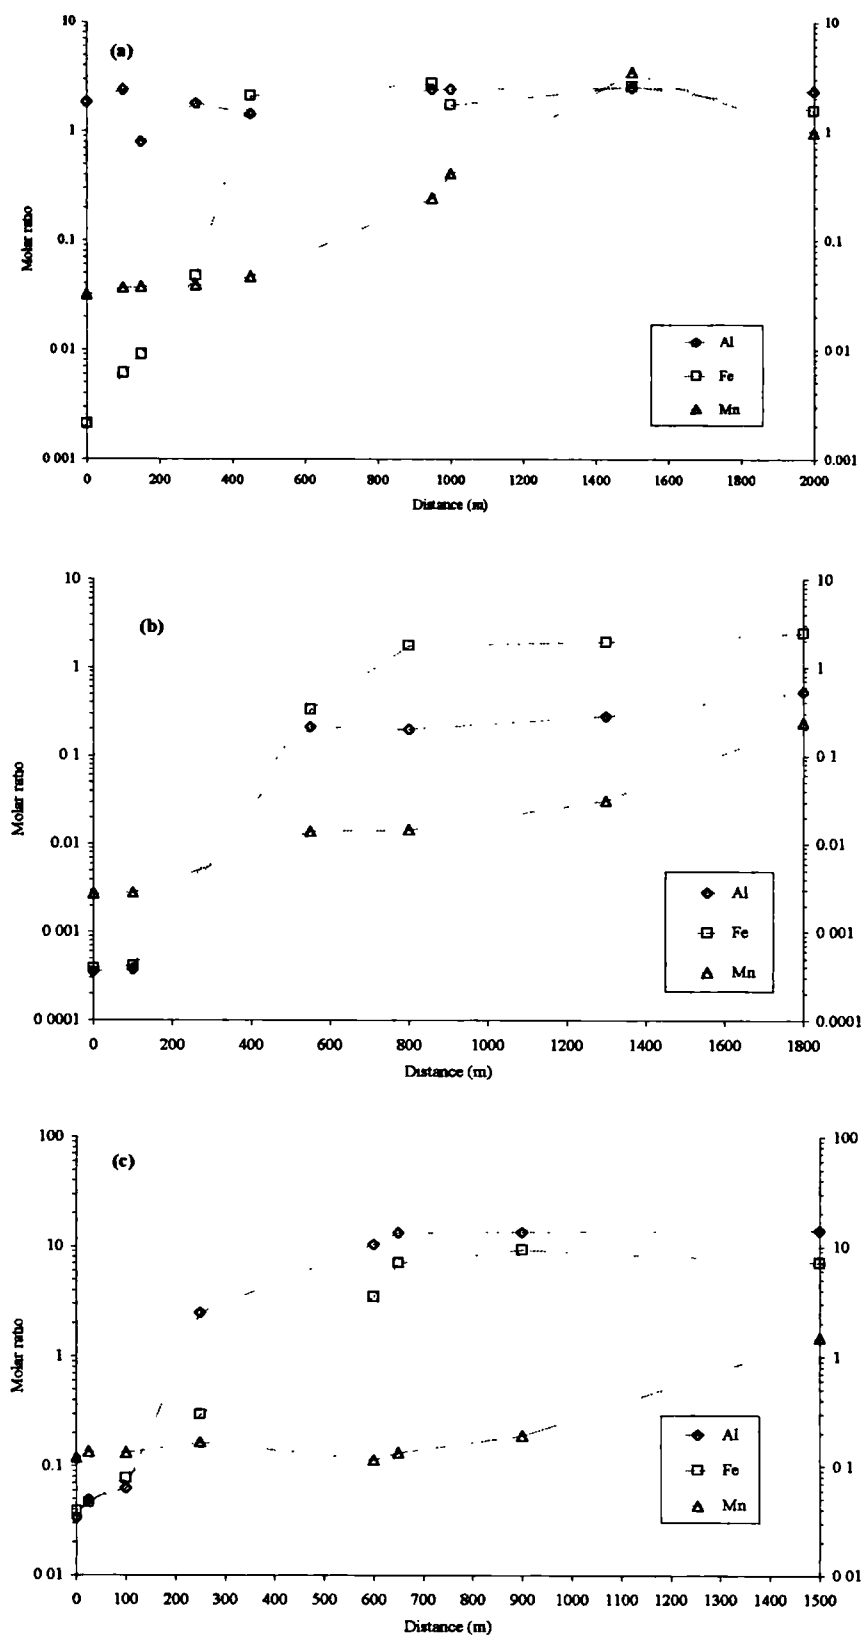 (a)
10
10
1
1
0.1
0.1
0 01
0 01
0 001
0.001
Molar ratio
0 200 400 600 800 1000 1200 1400 1600 1800 2000
Distance (m)
Al
Fe
Mn
(b)
10
10
1
1
0 1
0.1
0.01
0.01
0 001
0.001
0 0001
0.0001
Molar ratio
0 200 400 600 800 1000 1200 1400 1600 1800
Distance (m)
Al
Fe
Mn
(c)
100
100
10
10
1
1
0.1
0 1
0 01
0 01
Molar ratio
0 100 200 300 400 500 600 700 800 900 1000 1100 1200 1300 1400 1500
Distance (m)
Al
Fe
Mn